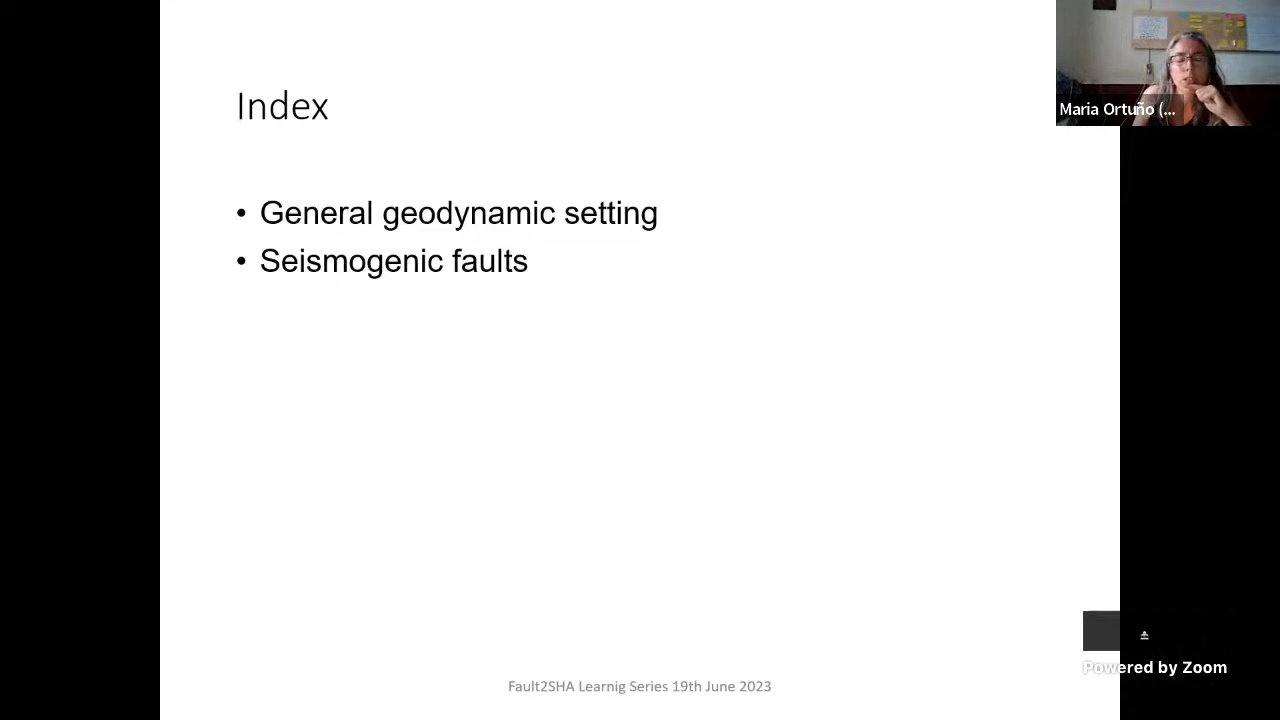 Index
Maria Ortuño (...
• General geodynamic setting
• Seismogenic faults
Powered by Zoom
Fault2SHA Learnig Series 19th June 2023